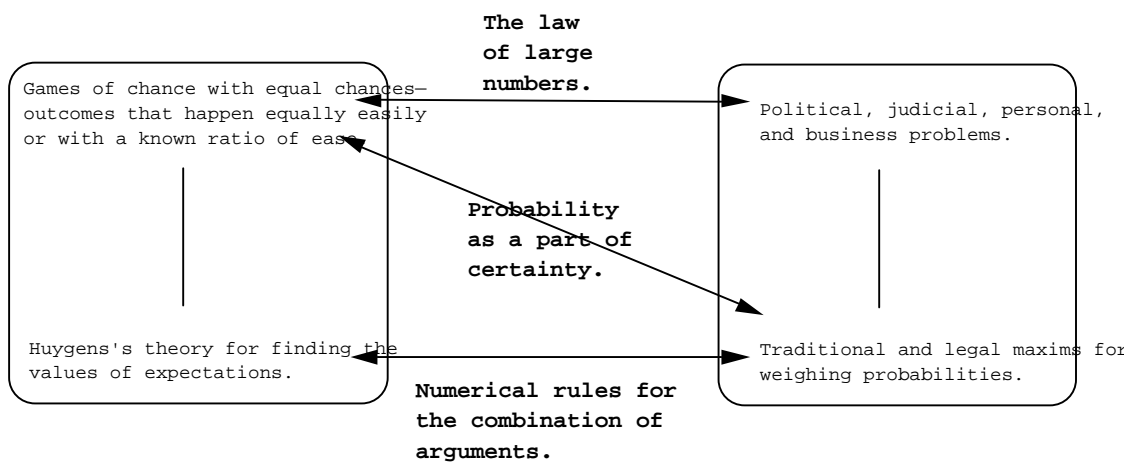 The law
of large
numbers.
Games of chance with equal chances—
outcomes that happen equally easily
or with a known ratio of ease.
Political, judicial, personal,
and business problems.
Probability
as a part of
certainty.
Huygens's theory for finding the
values of expectations.
Traditional and legal maxims for
weighing probabilities.
Numerical rules for
the combination of
arguments.